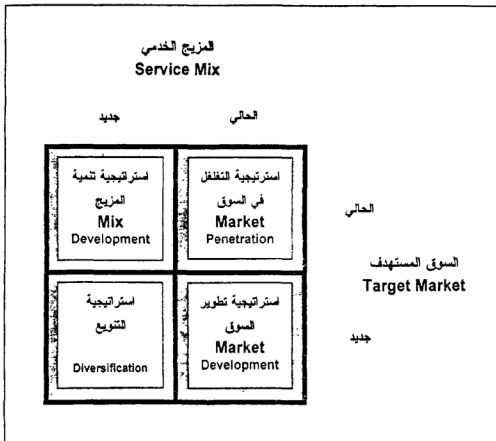 المزيج الخدمي
Service Mix
الحالي
جديد
استرتيجية التغلغل
في السوق
Market
Penetration
استراتيجية تنمية
المزيج
Mix
Development
الحالي
السوق المستهدف
Target Market
استراتيجية تطوير
السوق
Market
Development
استراتيجية
التنويع
Diversification
جديد